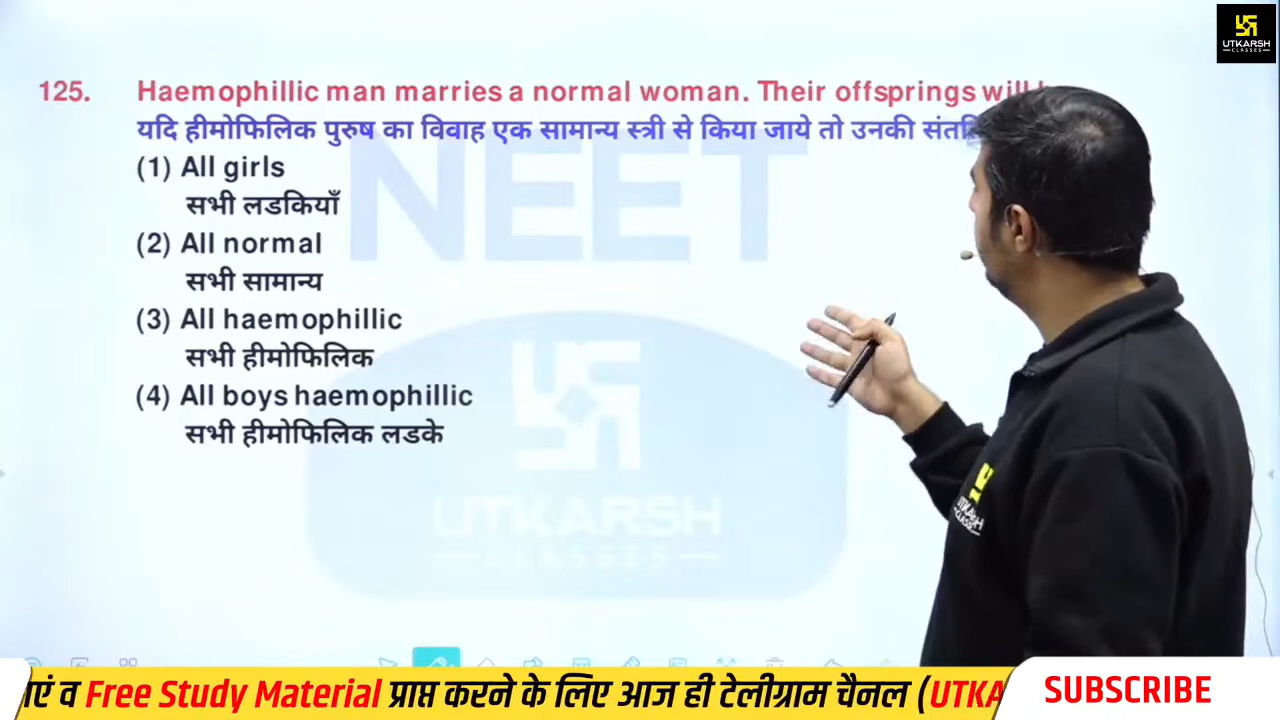 UTKARSH
CLASSES
125. Haemophillic man marries a normal woman. Their offsprings will
यदि हीमोफिलिक पुरुष का विवाह एक सामान्य स्त्री से किया जाये तो उनकी
(1) All girls
सभी लडकियाँ
(2) All normal
सभी सामान्य
(3) All haemophillic
सभी हीमोफिलिक
(4) All boys haemophillic
सभी हीमोफिलिक लडके
NEET
UTKARSH
CLASSES
UTKARSH
व Free Study Material प्राप्त करने के लिए आज ही टेलीग्राम चैनल (
SUBSCRIBE